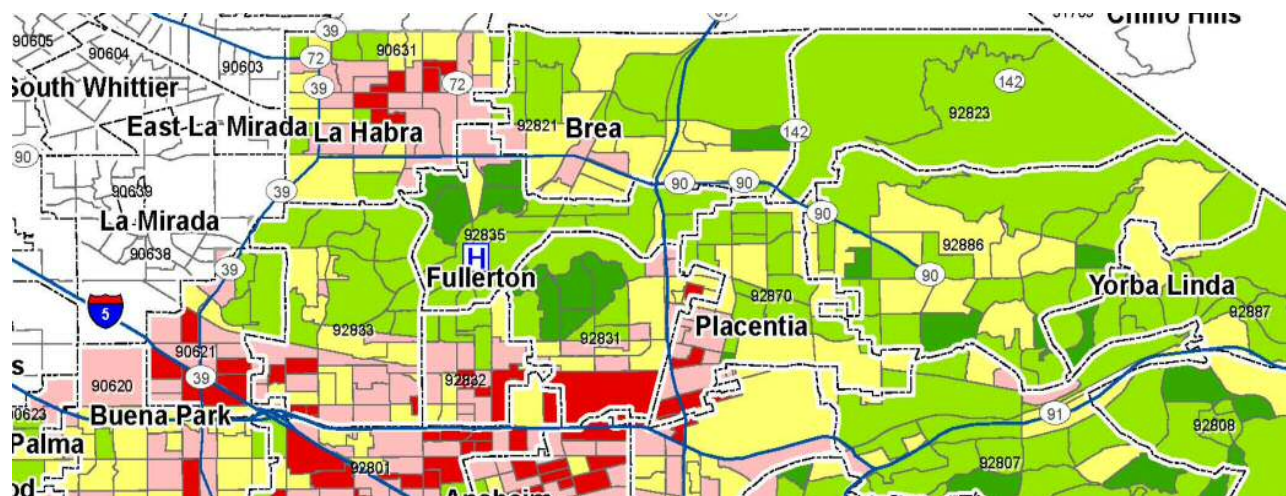 Chino Hills
39
90605
90604
90603
72
90631
39
72
142
South Whittier
92823
East La Mirada
La Habra
92821
Brea
142
90
90639
39
90
90
La Mirada
90
92835
92886
90638
39
H
Fullerton
90
Yorba Linda
92870
92887
5
92833
Placentia
92831
90621
39
90620
92832
Buena Park
90623
91
Palma
92808
92801
92807
Anaheim